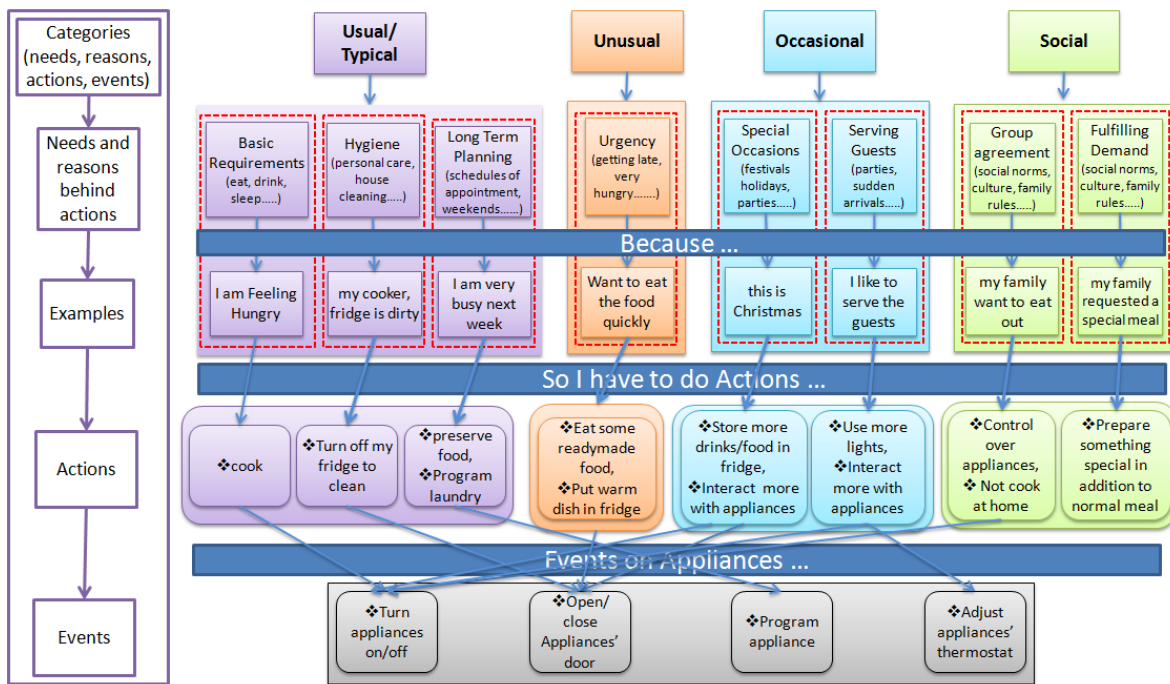 Categories
(needs, reasons,
actions, events)
Needs and
reasons
behind
actions
Examples
Actions
Events
Usual/
Typical
Unusual
Occasional
Social
Basic
Requirements
(eat, drink,
sleep.....)
Hygiene
(personal care,
house
cleaning.....)
Long Term
Planning
(schedules of
appointment,
weekends......)
Urgency
(getting late,
very
hungry.......)
Special
Occasions
(festivals
holidays,
parties.....)
Serving
Guests
(parties,
sudden
arrivals.....)
Group
agreement
(social norms,
culture, family
rules.....)
Fulfilling
Demand
(social norms,
culture, family
rules.....)
Because ...
I am Feeling
Hungry
my cooker,
fridge is dirty
I am very
busy next
week
Want to eat
the food
quickly
this is
Christmas
I like to
serve the
guests
my family
want to eat
out
my family
requested a
special meal
So I have to do Actions ...
❖cook
❖Turn off my
fridge to
clean
❖preserve
food,
❖Program
laundry
❖Eat some
readymade
food,
❖Put warm
dish in fridge
❖Store more
drinks/food in
fridge,
❖Interact more
with appliances
❖Use more
lights,
❖Interact
more with
appliances
❖Control
over
appliances,
❖ Not cook
at home
❖Prepare
something
special in
addition to
normal meal
Events on Appliances ...
❖Turn
appliances
on/off
❖Open/
close
Appliances'
door
❖Program
appliance
❖Adjust
appliances'
thermostat